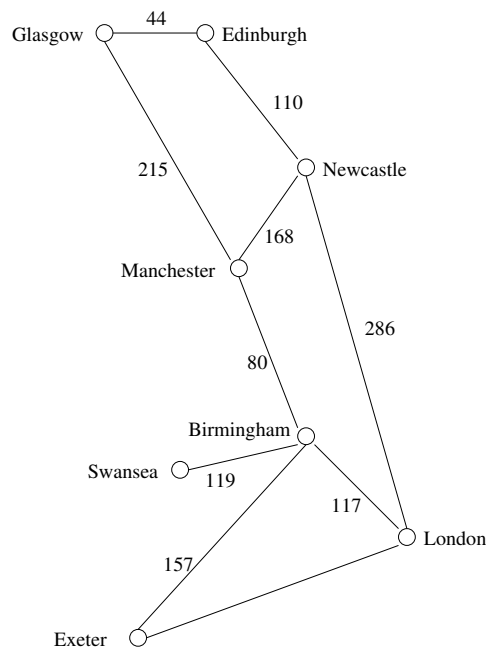 44
Glasgow
Edinburgh
110
215
Newcastle
168
Manchester
286
80
Birmingham
Swansea
119
117
London
157
Exeter